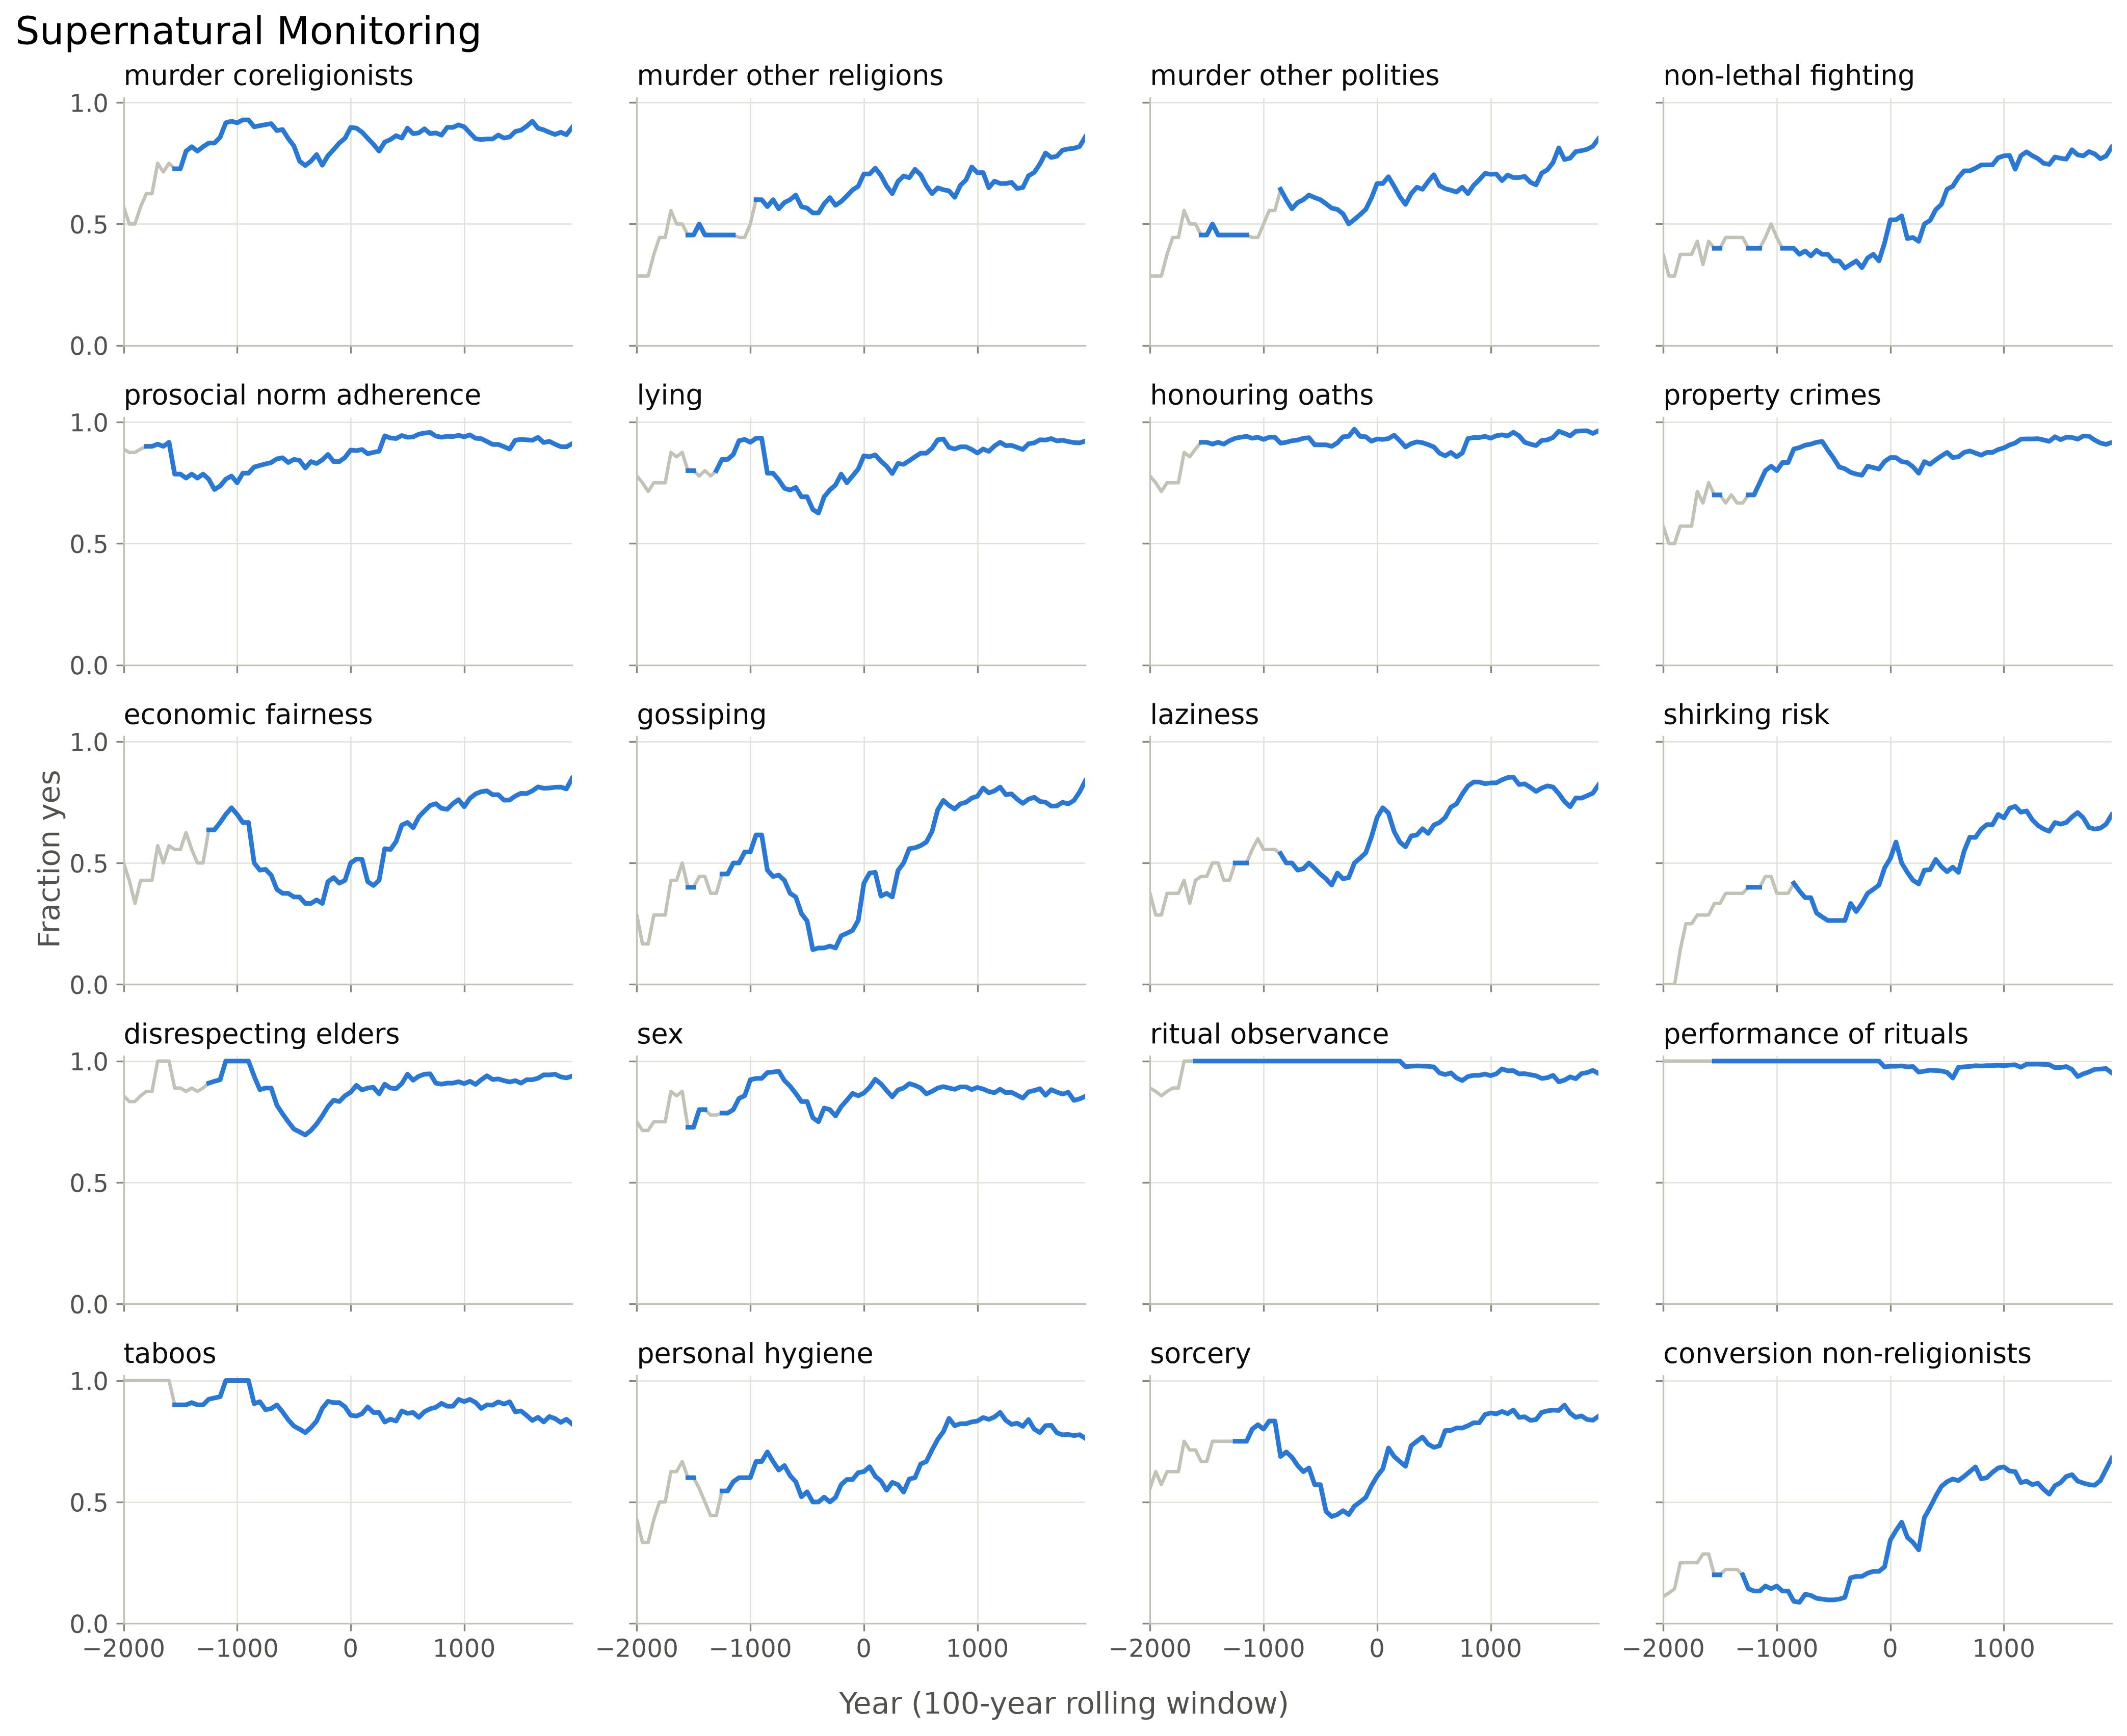 Supernatural Monitoring
murder coreligionists
murder other religions
murder other polities
non-lethal fighting
1.0
0.5
0.0
prosocial norm adherence
lying
honouring oaths
property crimes
1.0
0.5
0.0
economic fairness
gossiping
laziness
shirking risk
1.0
0.5
0.0
Fraction yes
disrespecting elders
sex
ritual observance
performance of rituals
1.0
0.5
0.0
taboos
personal hygiene
sorcery
conversion non-religionists
1.0
0.5
0.0
−2000 −1000 0 1000
−2000 −1000 0 1000
−2000 −1000 0 1000
−2000 −1000 0 1000
Year (100-year rolling window)